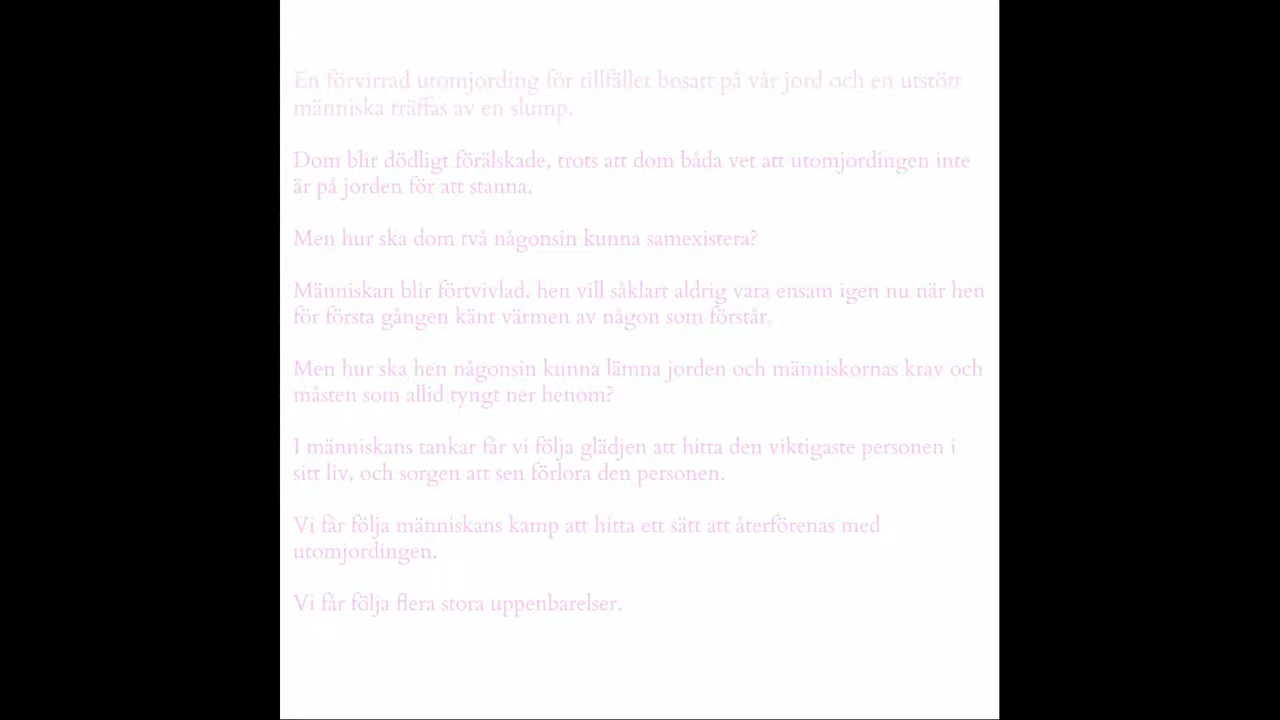 En förvirrad utomjording för tillfället bosatt på vår jord och en utstött
människa träffas av en slump.
Dom blir dödligt förälskade, trots att dom båda vet att utomjordingen inte
är på jorden för att stanna.
Men hur ska dom två någonsin kunna samexistera?
Människan blir förtvivlad, hen vill såklart aldrig vara ensam igen nu när hen
för första gången känt värmen av någon som förstår.
Men hur ska hen någonsin kunna lämna jorden och människornas krav och
måsten som allid tyngt ner henom?
I människans tankar får vi följa glädjen att hitta den viktigaste personen i
sitt liv, och sorgen att sen förlora den personen.
Vi får följa människans kamp att hitta ett sätt att återförenas med
utomjordingen.
Vi får följa flera stora uppenbarelser.